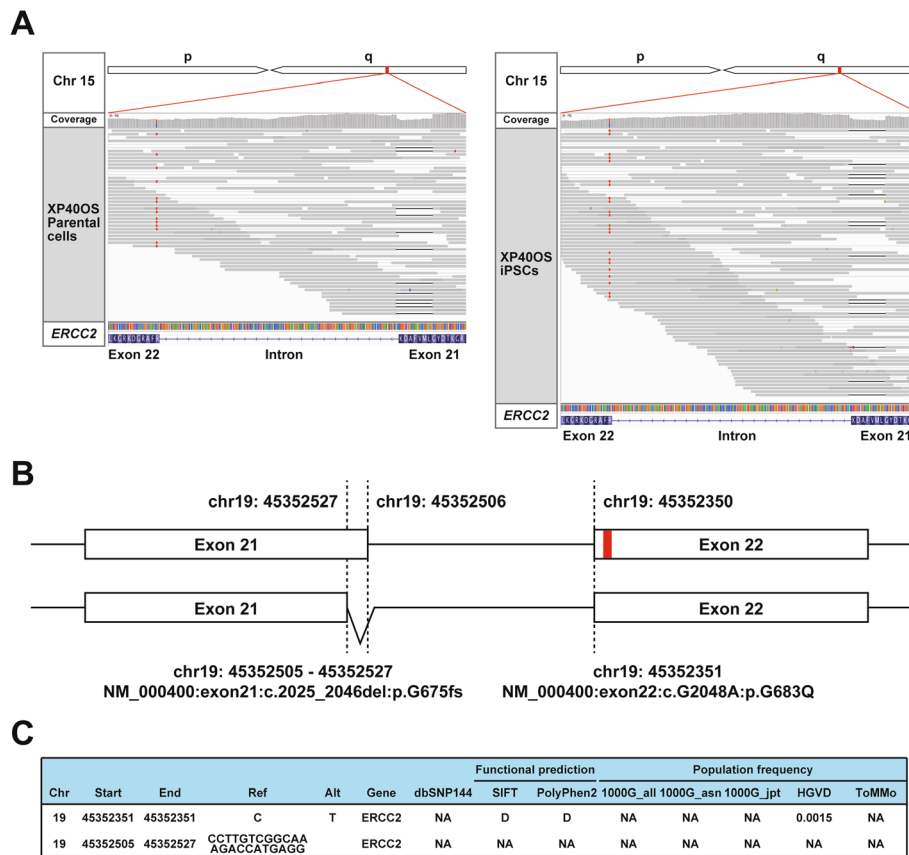 A
p q
Chr 15
Coverage
XP40OS
Parental
cells
ERCC2
LKGRKDGRAF
KDAFVMLGYDTKG
Exon 22 Intron Exon 21
p q
Chr 15
Coverage
XP40OS
iPSCs
ERCC2
LKGRKDGRAF
KDAFVMLGYDTK
Exon 22 Intron Exon 21
B
chr19: 45352527 chr19: 45352506 chr19: 45352350
Exon 21 Exon 22
Exon 21 Exon 22
chr19: 45352505 - 45352527 chr19: 45352351
NM_000400:exon21:c.2025_2046del:p.G675fs NM_000400:exon22:c.G2048A:p.G683Q
C
Functional prediction Population frequency
Chr Start End Ref Alt Gene dbSNP144 SIFT PolyPhen2 1000G_all 1000G_asn 1000G_jpt HGVD ToMMo
19 45352351 45352351 C T ERCC2 NA D D NA NA NA 0.0015 NA
19 45352505 45352527 CCTTGTCGGCAA ERCC2 NA NA NA NA NA NA NA NA
AGACCATGAGG